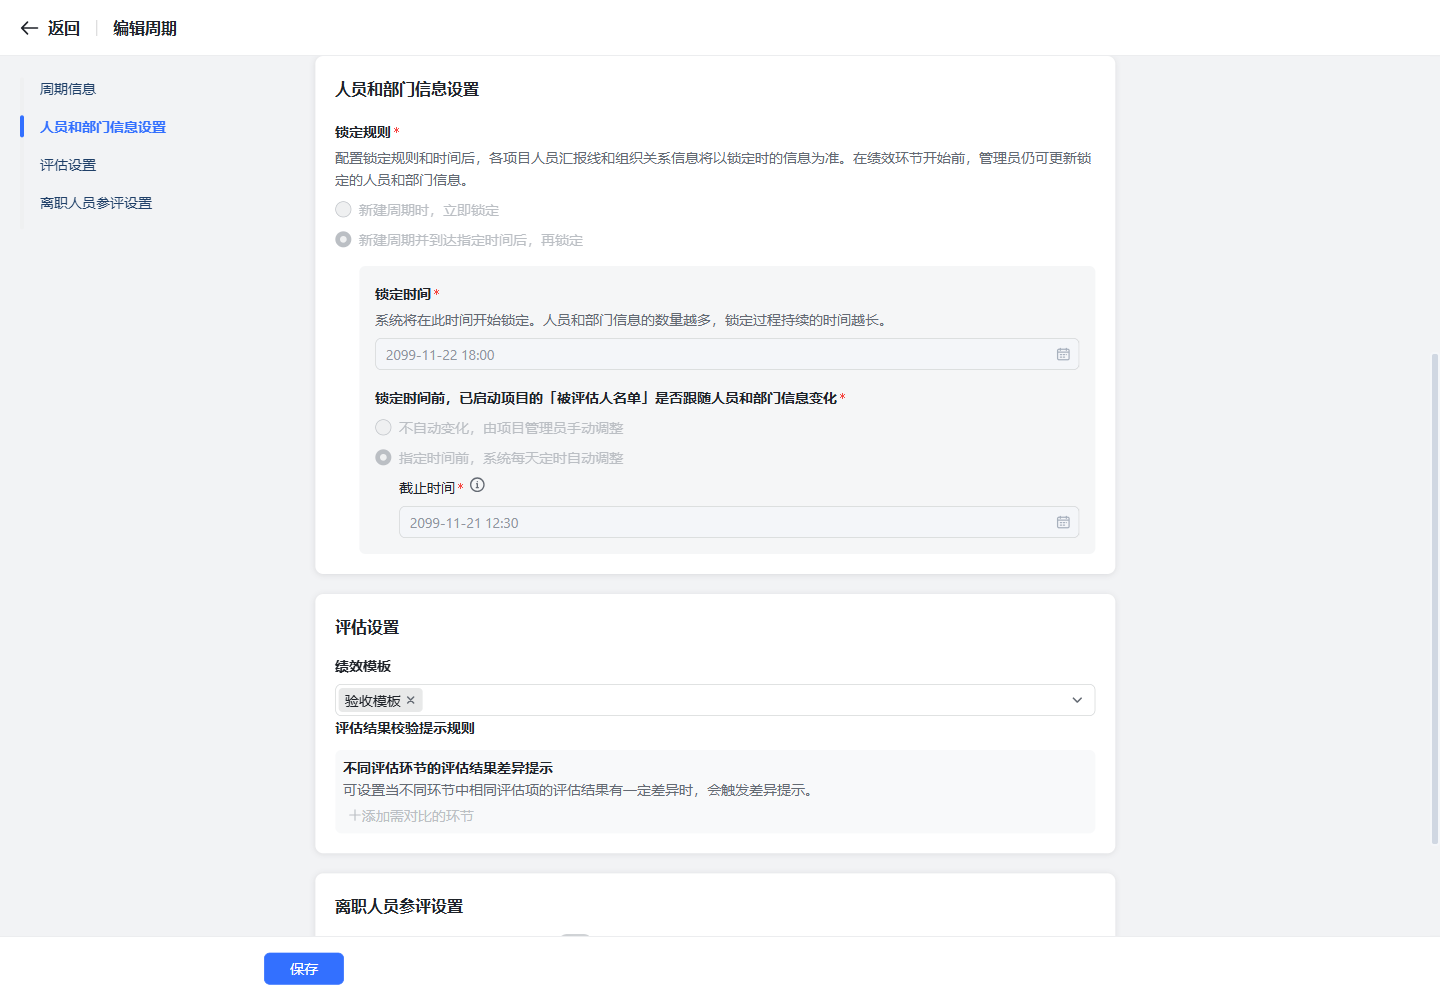 返回
编辑周期
周期信息
人员和部门信息设置
评估设置
离职人员参评设置
人员和部门信息设置
锁定规则*
配置锁定规则和时间后，各项目人员汇报线和组织关系信息将以锁定时的信息为准。在绩效环节开始前，管理员仍可更新锁
定的人员和部门信息。
新建周期时，立即锁定
新建周期并到达指定时间后，再锁定
锁定时间*
系统将在此时间开始锁定。人员和部门信息的数量越多，锁定过程持续的时间越长。
2099-11-22 18:00
锁定时间前，已启动项目的「被评估人名单」是否跟随人员和部门信息变化*
不自动变化，由项目管理员手动调整
指定时间前，系统每天定时自动调整
截止时间*
2099-11-21 12:30
评估设置
绩效模板
验收模板
评估结果校验提示规则
不同评估环节的评估结果差异提示
可设置当不同环节中相同评估项的评估结果有一定差异时，会触发差异提示。
+添加需对比的环节
离职人员参评设置
保存